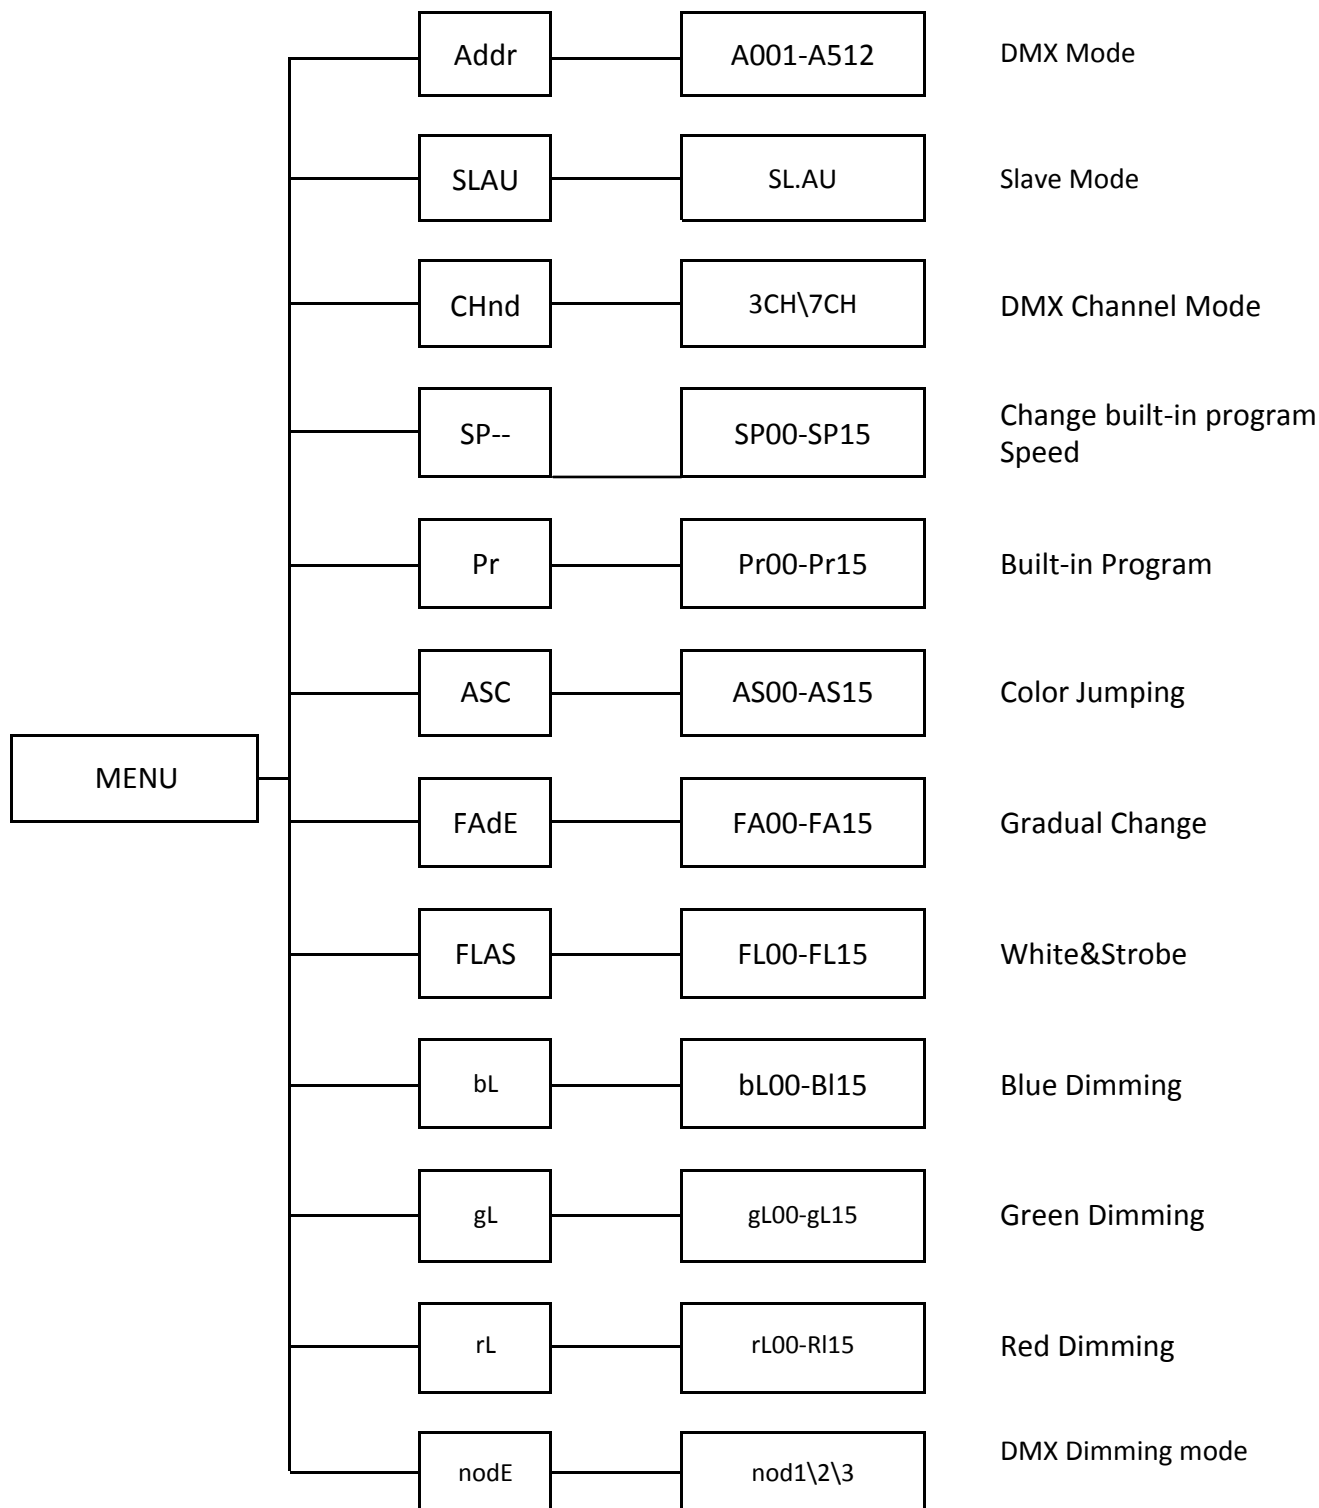 Addr A001-A512 DMX Mode
SLAU SL.AU Slave Mode
CHnd 3CH\7CH DMX Channel Mode
SP-- SP00-SP15 Change built-in program
Speed
Pr Pr00-Pr15 Built-in Program
ASC AS00-AS15 Color Jumping
MENU
FAdE FA00-FA15 Gradual Change
FLAS FL00-FL15 White&Strobe
bL bL00-Bl15 Blue Dimming
gL gL00-gL15 Green Dimming
rL rL00-Rl15 Red Dimming
nodE nod1\2\3 DMX Dimming mode